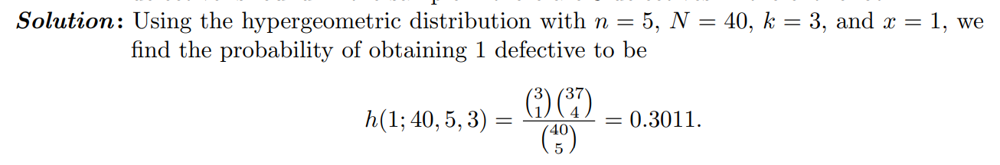 Solution: Using the hypergeometric distribution with n = 5, N = 40, k = 3, and x = 1, we
find the probability of obtaining 1 defective to be
h(1; 40, 5, 3) = \frac{\binom{3}{1}\binom{37}{4}}{\binom{40}{5}} = 0.3011.